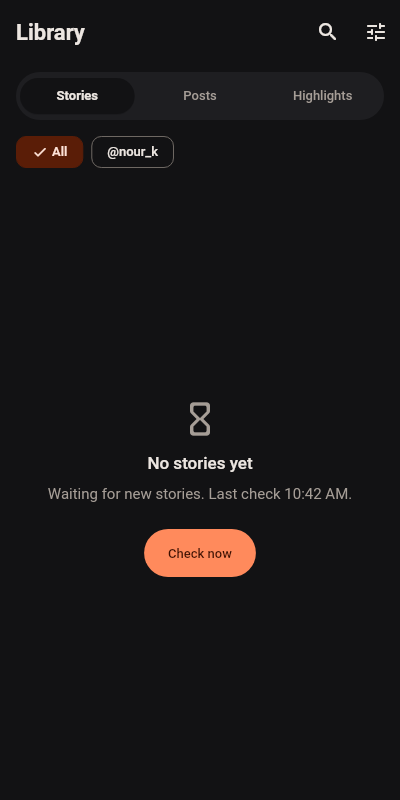 Library
Stories
Posts
Highlights
All
@nour_k
No stories yet
Waiting for new stories. Last check 10:42 AM.
Check now